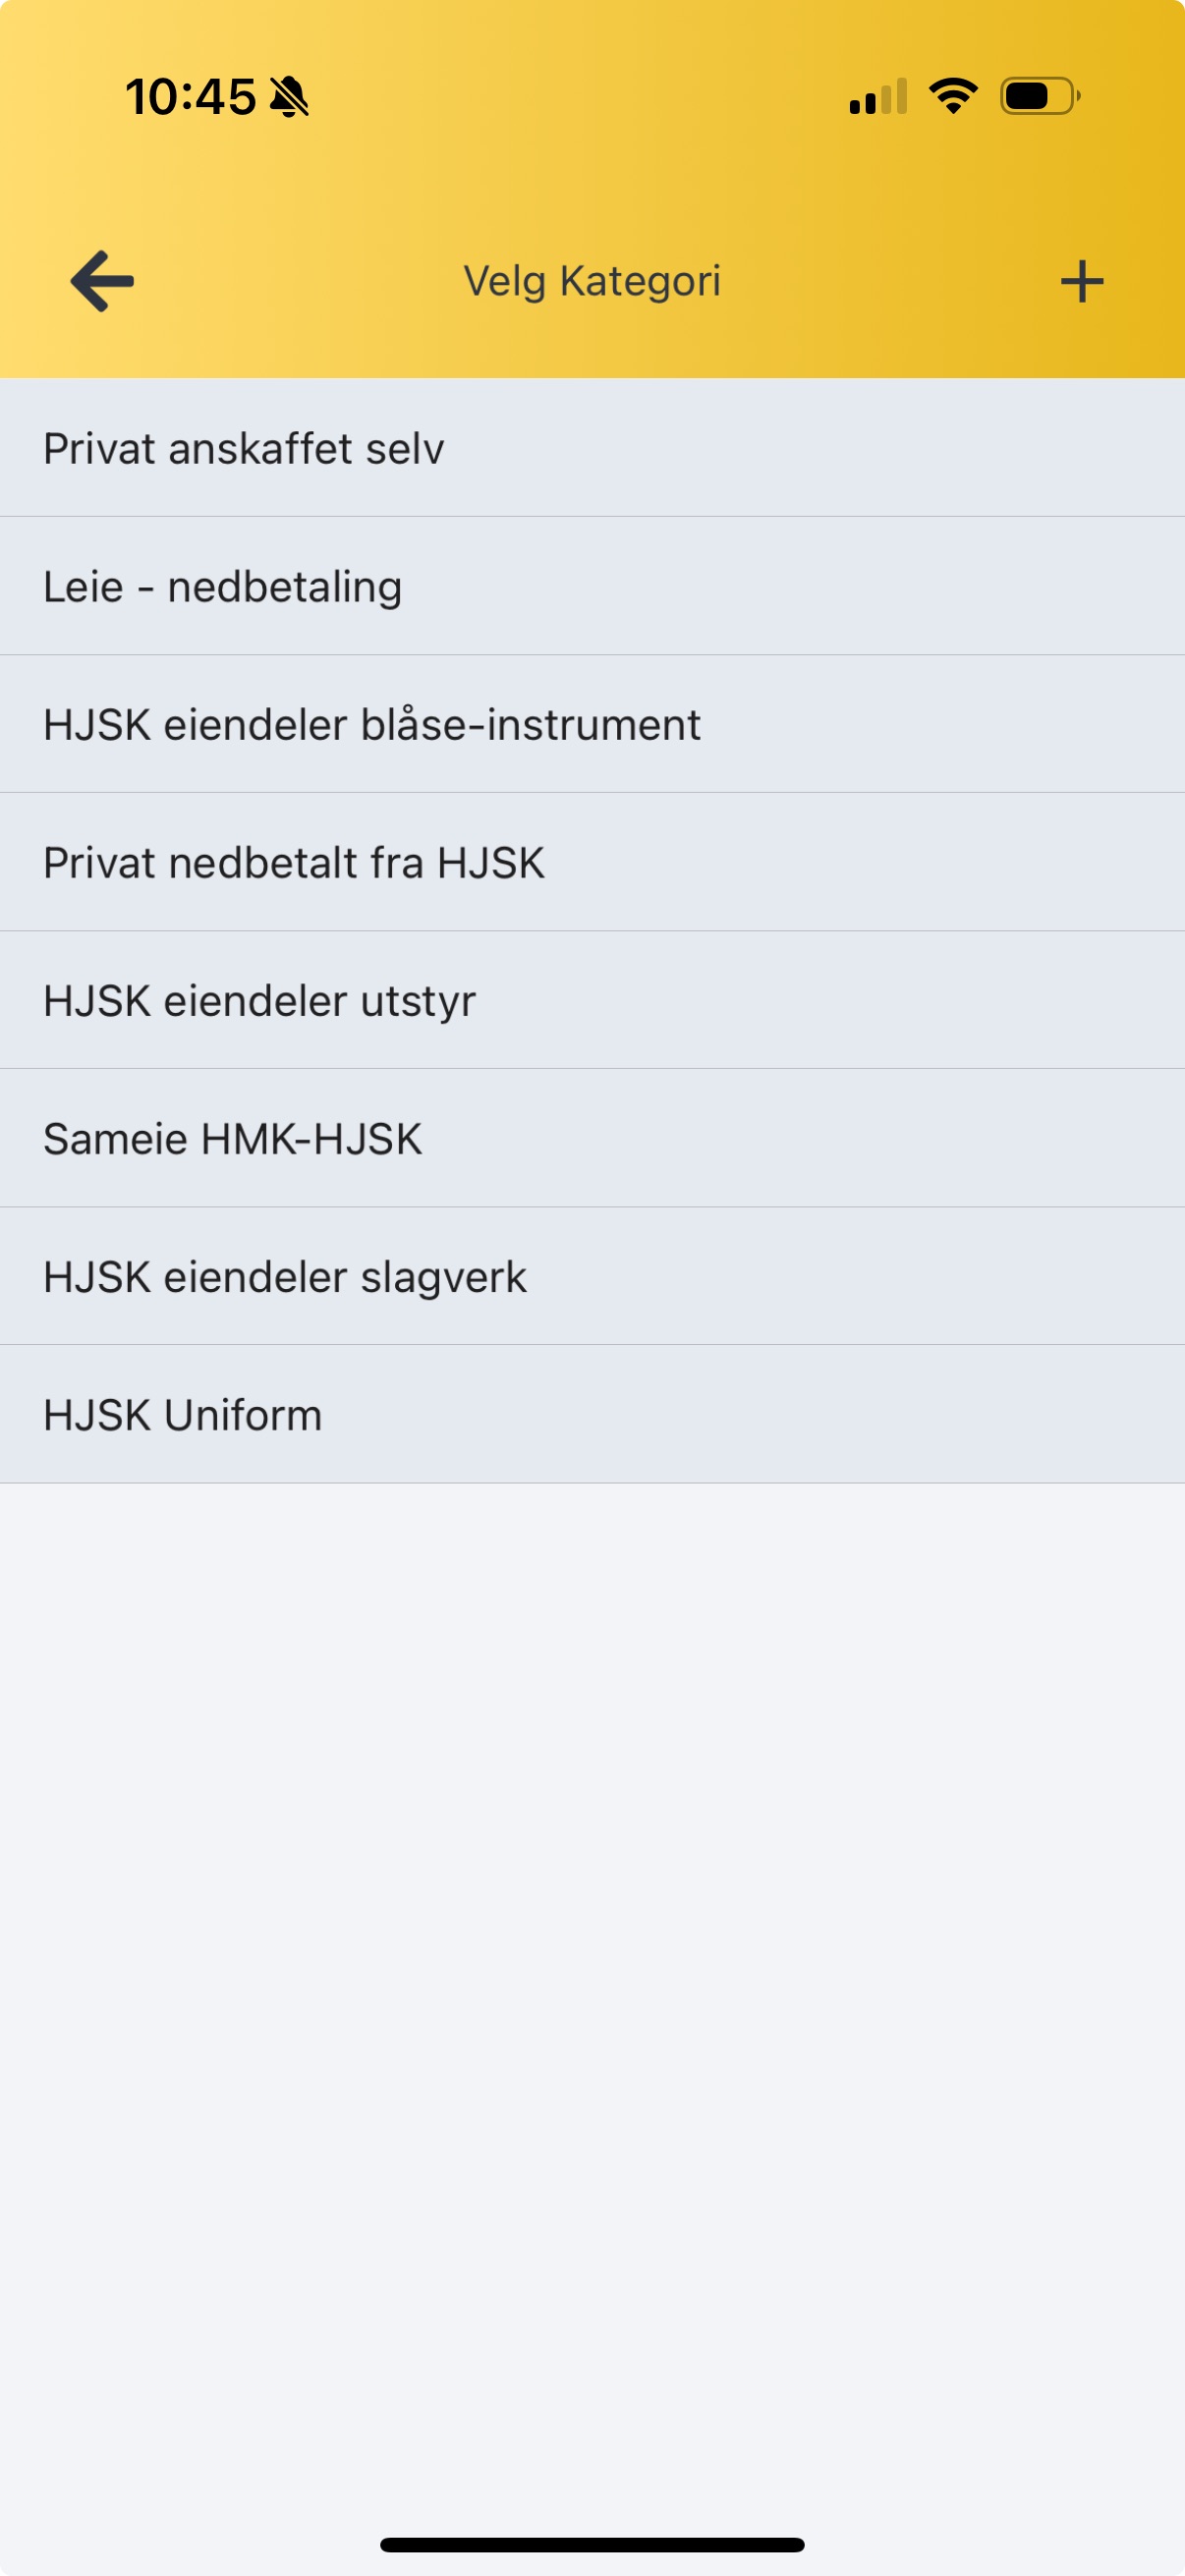 10:45
Velg Kategori
Privat anskaffet selv
Leie - nedbetaling
HJSK eiendeler blåse-instrument
Privat nedbetalt fra HJSK
HJSK eiendeler utstyr
Sameie HMK-HJSK
HJSK eiendeler slagverk
HJSK Uniform